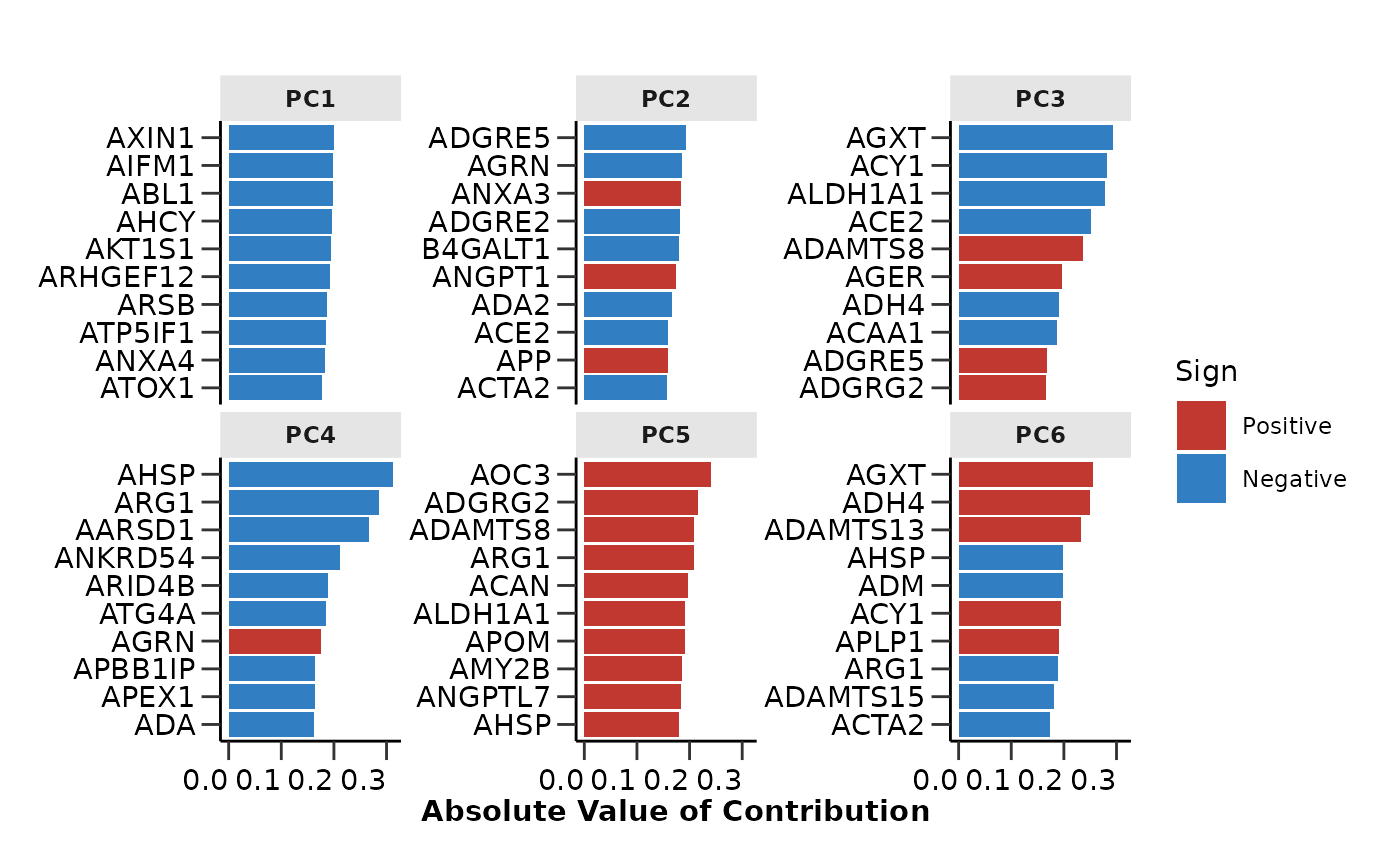 PC1
AXIN1
AIFM1
ABL1
AHCY
AKT1S1
ARHGEF12
ARSB
ATP5IF1
ANXA4
ATOX1
PC2
ADGRE5
AGRN
ANXA3
ADGRE2
B4GALT1
ANGPT1
ADA2
ACE2
APP
ACTA2
PC3
AGXT
ACY1
ALDH1A1
ACE2
ADAMTS8
AGER
ADH4
ACAA1
ADGRE5
ADGRG2
PC4
AHSP
ARG1
AARSD1
ANKRD54
ARID4B
ATG4A
AGRN
APBB1IP
APEX1
ADA
0.0 0.1 0.2 0.3
PC5
AOC3
ADGRG2
ADAMTS8
ARG1
ACAN
ALDH1A1
APOM
AMY2B
ANGPTL7
AHSP
0.0 0.1 0.2 0.3
PC6
AGXT
ADH4
ADAMTS13
AHSP
ADM
ACY1
APLP1
ARG1
ADAMTS15
ACTA2
0.0 0.1 0.2 0.3
Absolute Value of Contribution
Sign
Positive
Negative